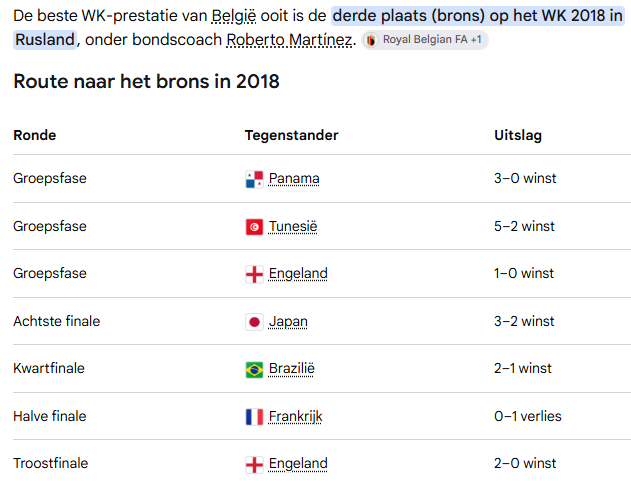 De beste WK-prestatie van België ooit is de derde plaats (brons) op het WK 2018 in
Rusland, onder bondscoach Roberto Martínez. Royal Belgian FA +1
Route naar het brons in 2018
Ronde Tegenstander Uitslag
Groepsfase Panama 3–0 winst
Groepsfase Tunesië 5–2 winst
Groepsfase Engeland 1–0 winst
Achtste finale Japan 3–2 winst
Kwartfinale Brazilië 2–1 winst
Halve finale Frankrijk 0–1 verlies
Troostfinale Engeland 2–0 winst